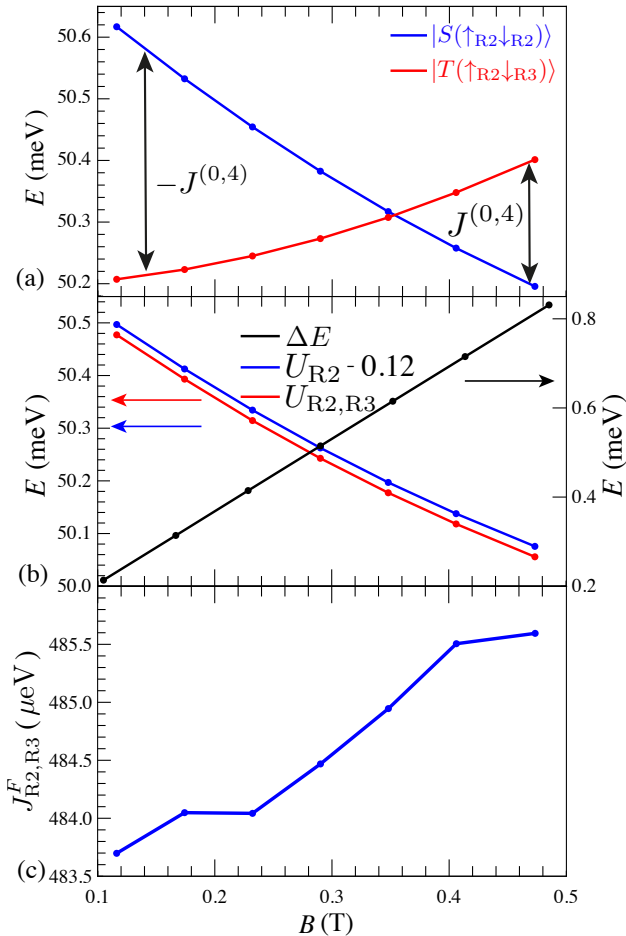 50.6
|S(↑R2↓R2)⟩
|T(↑R2↓R3)⟩
50.5
E (meV)
50.4
−J^(0,4)
J^(0,4)
50.3
50.2
(a)
50.5
ΔE
0.8
U_R2 - 0.12
50.4
U_R2,R3
0.6
E (meV)
50.3
E (meV)
50.2
0.4
50.1
(b)
50.0
0.2
485.5
485.0
J^F_R2,R3 ( μeV)
484.5
484.0
(c)
483.5
0.1 0.2 0.3 0.4 0.5
B (T)